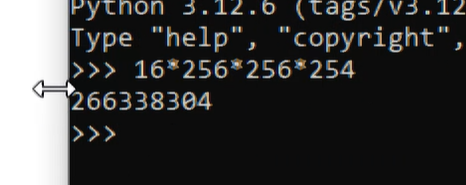 Python 3.12.6 (tags/v3.12
Type "help", "copyright",
>>> 16*256*256*254
266338304
>>>